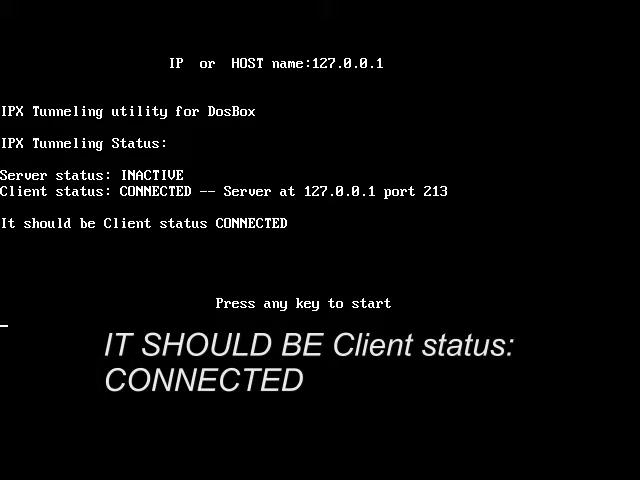 IP or HOST name:127.0.0.1
IPX Tunneling utility for DosBox
IPX Tunneling Status:
Server status: INACTIVE
Client status: CONNECTED -- Server at 127.0.0.1 port 213
It should be Client status CONNECTED
Press any key to start
IT SHOULD BE Client status:
CONNECTED